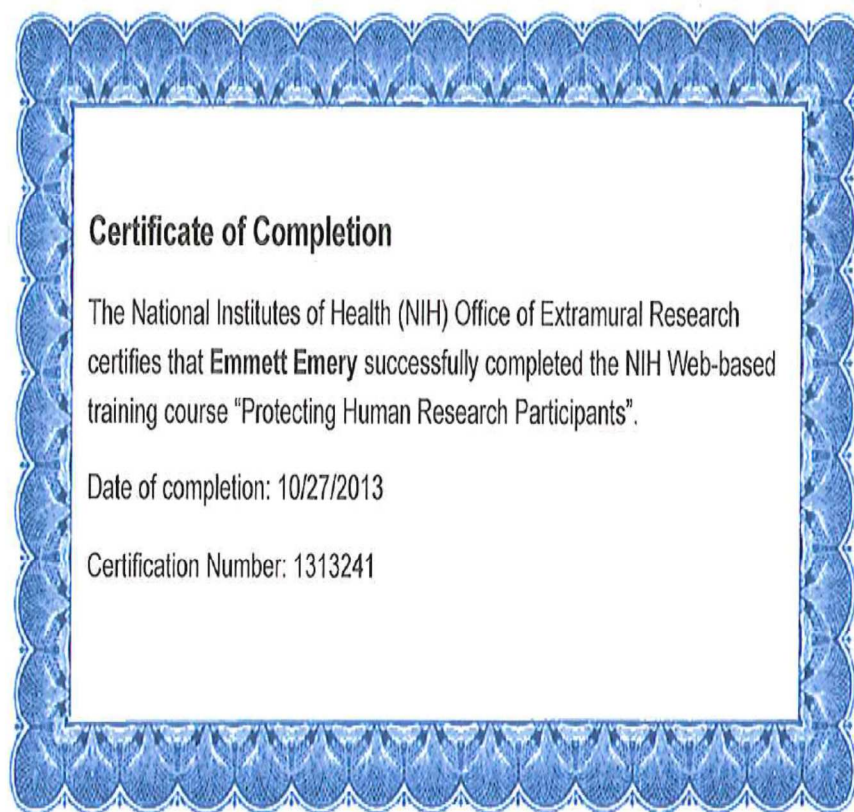 Certificate of Completion
The National Institutes of Health (NIH) Office of Extramural Research
certifies that Emmett Emery successfully completed the NIH Web-based
training course “Protecting Human Research Participants”.
Date of completion: 10/27/2013
Certification Number: 1313241